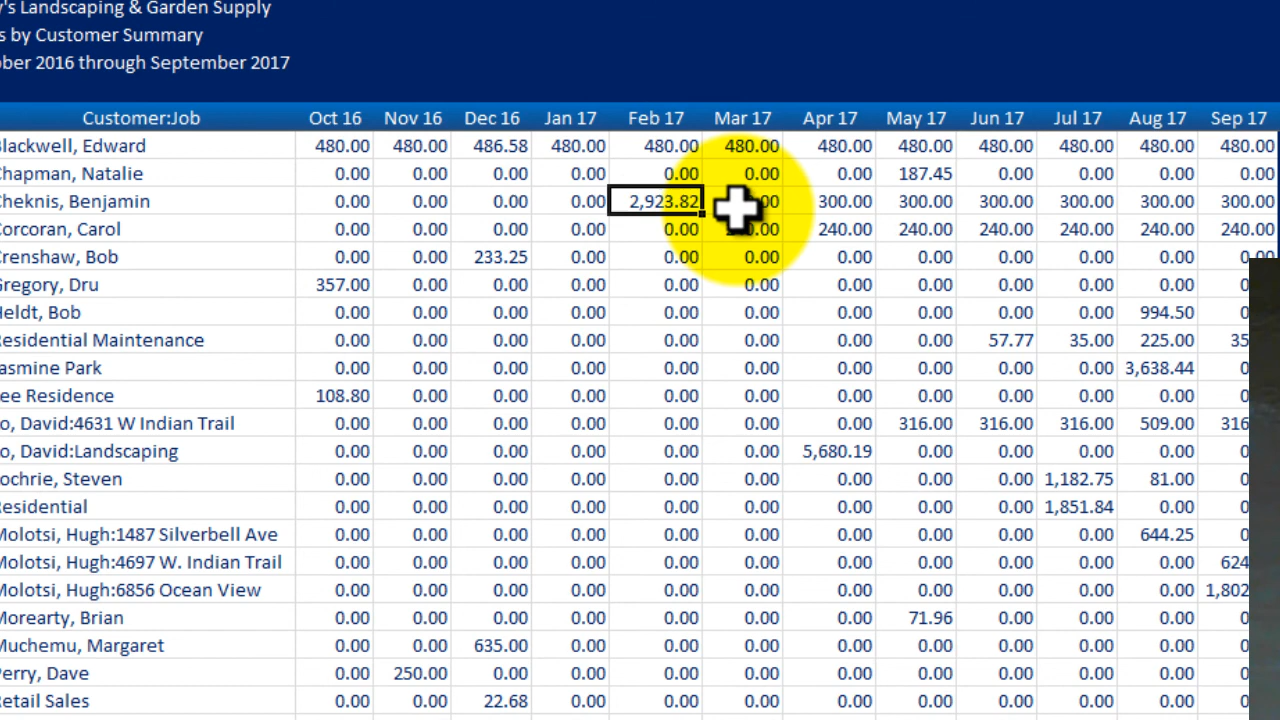 y's Landscaping & Garden Supply
s by Customer Summary
ber 2016 through September 2017
Customer:Job Oct 16 Nov 16 Dec 16 Jan 17 Feb 17 Mar 17 Apr 17 May 17 Jun 17 Jul 17 Aug 17 Sep 17
Blackwell, Edward 480.00 480.00 486.58 480.00 480.00 480.00 480.00 480.00 480.00 480.00 480.00 480.00
Chapman, Natalie 0.00 0.00 0.00 0.00 0.00 0.00 0.00 187.45 0.00 0.00 0.00 0.00
Cheknis, Benjamin 0.00 0.00 0.00 0.00 2,923.82 300.00 300.00 300.00 300.00 300.00 300.00
Corcoran, Carol 0.00 0.00 0.00 0.00 0.00 240.00 240.00 240.00 240.00 240.00 240.00
Crenshaw, Bob 0.00 0.00 233.25 0.00 0.00 0.00 0.00 0.00 0.00 0.00 0.00 0.00
Gregory, Dru 357.00 0.00 0.00 0.00 0.00 0.00 0.00 0.00 0.00 0.00 0.00 0
Heldt, Bob 0.00 0.00 0.00 0.00 0.00 0.00 0.00 0.00 0.00 0.00 994.50 0
Residential Maintenance 0.00 0.00 0.00 0.00 0.00 0.00 0.00 0.00 57.77 35.00 225.00 35
asmine Park 0.00 0.00 0.00 0.00 0.00 0.00 0.00 0.00 0.00 0.00 3,638.44 0
ee Residence 108.80 0.00 0.00 0.00 0.00 0.00 0.00 0.00 0.00 0.00 0.00 0
o, David:4631 W Indian Trail 0.00 0.00 0.00 0.00 0.00 0.00 0.00 316.00 316.00 316.00 509.00 316
o, David:Landscaping 0.00 0.00 0.00 0.00 0.00 0.00 5,680.19 0.00 0.00 0.00 0.00 0
ochrie, Steven 0.00 0.00 0.00 0.00 0.00 0.00 0.00 0.00 0.00 1,182.75 81.00 0
Residential 0.00 0.00 0.00 0.00 0.00 0.00 0.00 0.00 0.00 1,851.84 0.00 0
Molotsi, Hugh:1487 Silverbell Ave 0.00 0.00 0.00 0.00 0.00 0.00 0.00 0.00 0.00 0.00 644.25 0
Molotsi, Hugh:4697 W. Indian Trail 0.00 0.00 0.00 0.00 0.00 0.00 0.00 0.00 0.00 0.00 0.00 624
Molotsi, Hugh:6856 Ocean View 0.00 0.00 0.00 0.00 0.00 0.00 0.00 0.00 0.00 0.00 0.00 1,802
Morearty, Brian 0.00 0.00 0.00 0.00 0.00 0.00 0.00 71.96 0.00 0.00 0.00 0
Muchemu, Margaret 0.00 0.00 635.00 0.00 0.00 0.00 0.00 0.00 0.00 0.00 0.00 0
Perry, Dave 0.00 250.00 0.00 0.00 0.00 0.00 0.00 0.00 0.00 0.00 0.00 0
Retail Sales 0.00 0.00 22.68 0.00 0.00 0.00 0.00 0.00 0.00 0.00 0.00 0